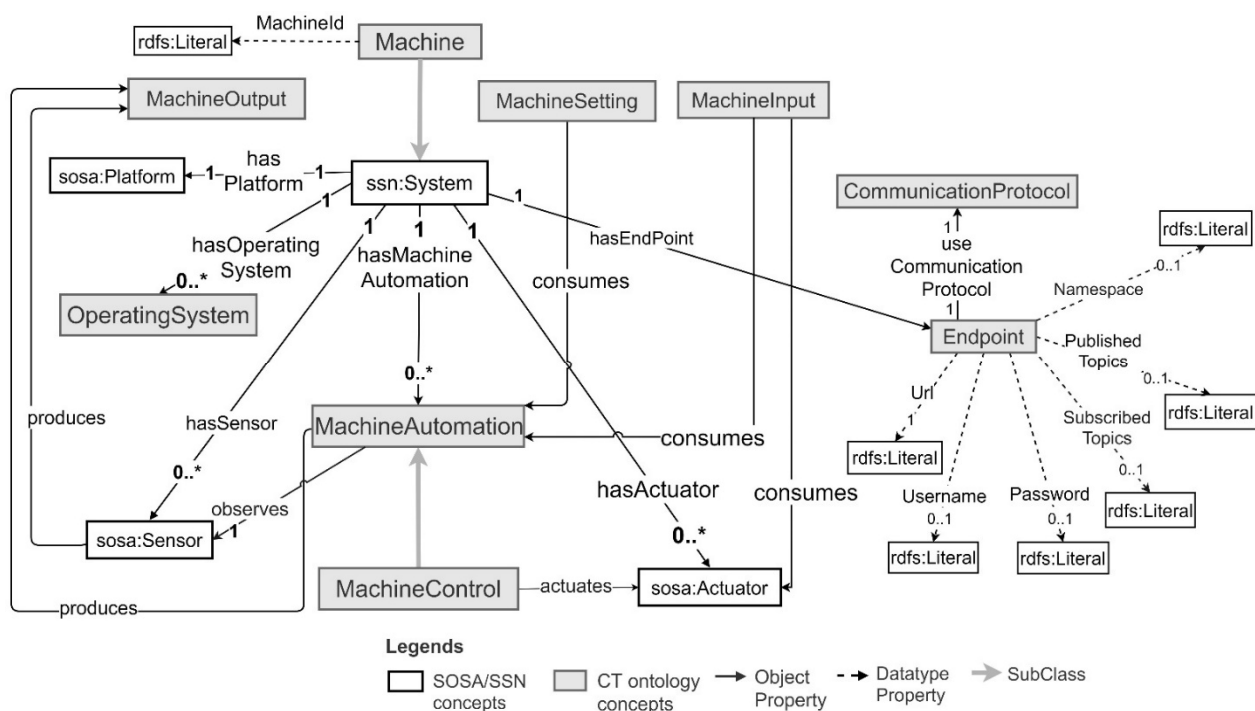 MachineId
rdfs:Literal
Machine
MachineOutput
MachineSetting
MachineInput
has
Platform
1
1
sosa:Platform
ssn:System
1
1
1
1
1
hasOperating
System
0..*
OperatingSystem
hasMachine
Automation
0..*
hasEndPoint
consumes
CommunicationProtocol
1
use
Communication
Protocol
1
Endpoint
Namespace
0..1
rdfs:Literal
Published
Topics
0..1
rdfs:Literal
Url
1
rdfs:Literal
Subscribed
Topics
0..1
rdfs:Literal
Username
0..1
rdfs:Literal
Password
0..1
rdfs:Literal
produces
hasSensor
0..*
MachineAutomation
consumes
observes
1
sosa:Sensor
hasActuator
0..*
consumes
produces
MachineControl
actuates
sosa:Actuator
Legends
SOSA/SSN
concepts
CT ontology
concepts
Object
Property
Datatype
Property
SubClass